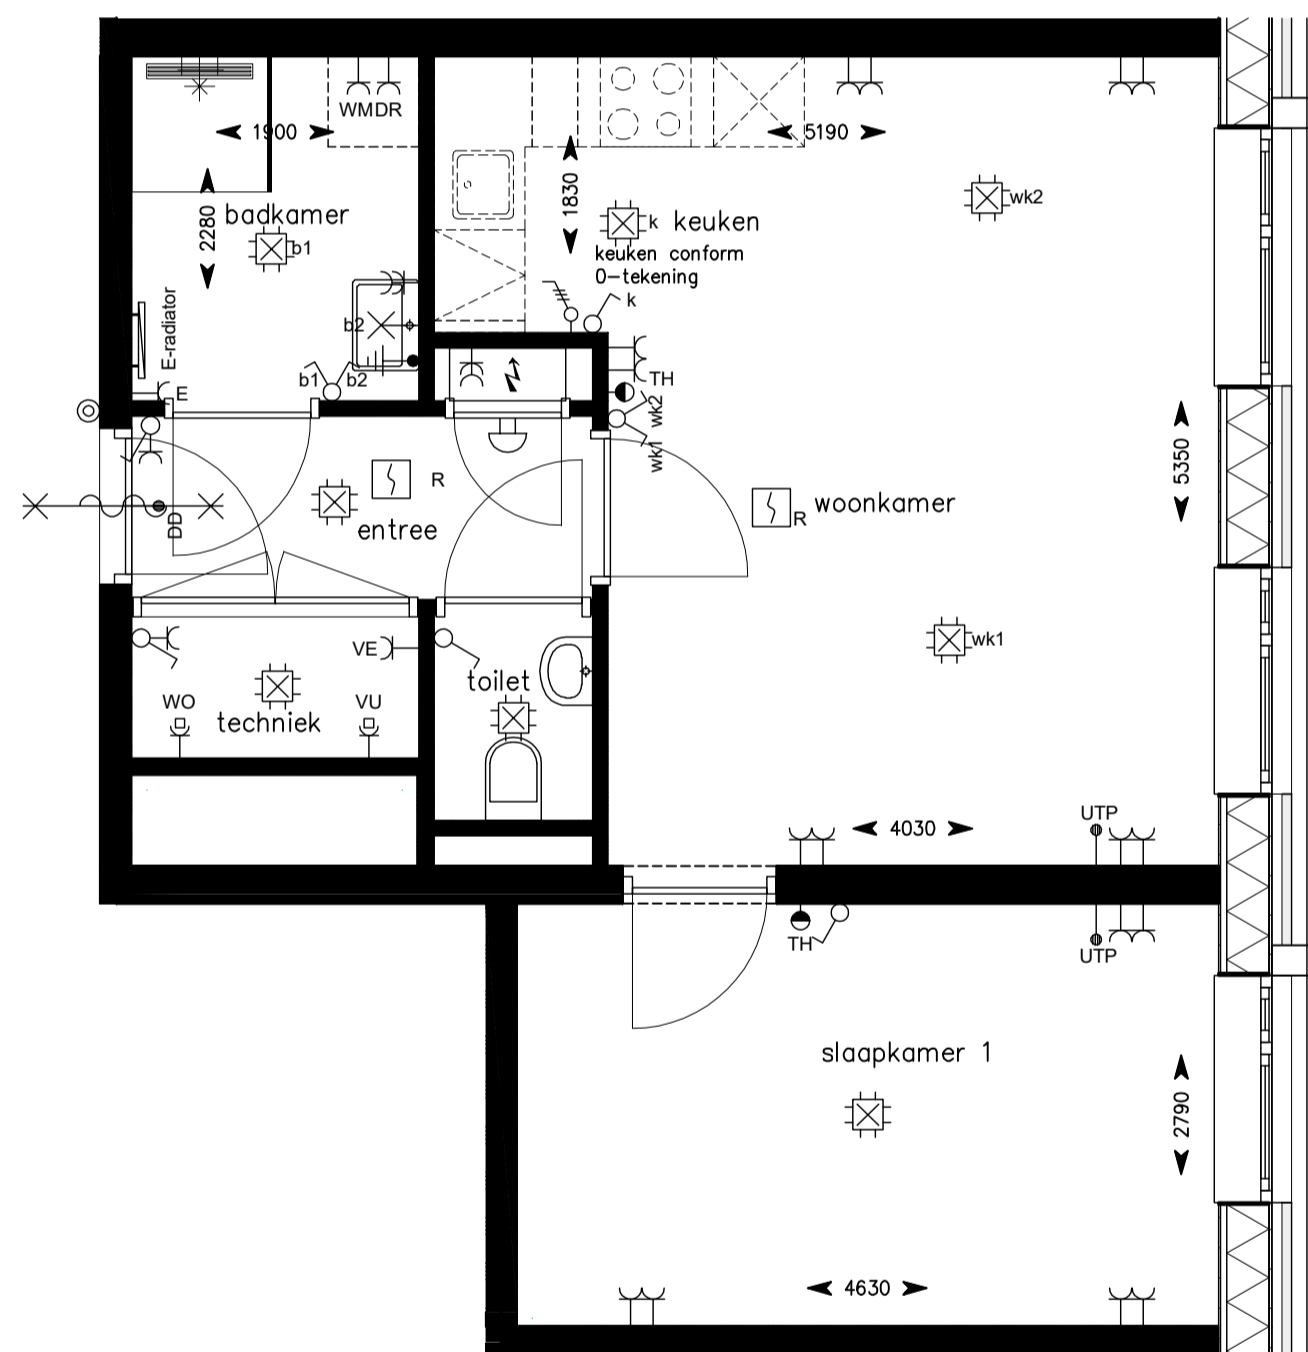 WMDR
1900
5190
2280
badkamer
b1
1830
k
keuken
keuken conform
0-tekening
wk2
k
E-radiator
b2
b1
b2
E
TH
wk2
wk1
5350
R
entree
DD
R
woonkamer
wk1
VE
toilet
WO
VU
techniek
4030
UTP
TH
UTP
slaapkamer 1
2790
4630